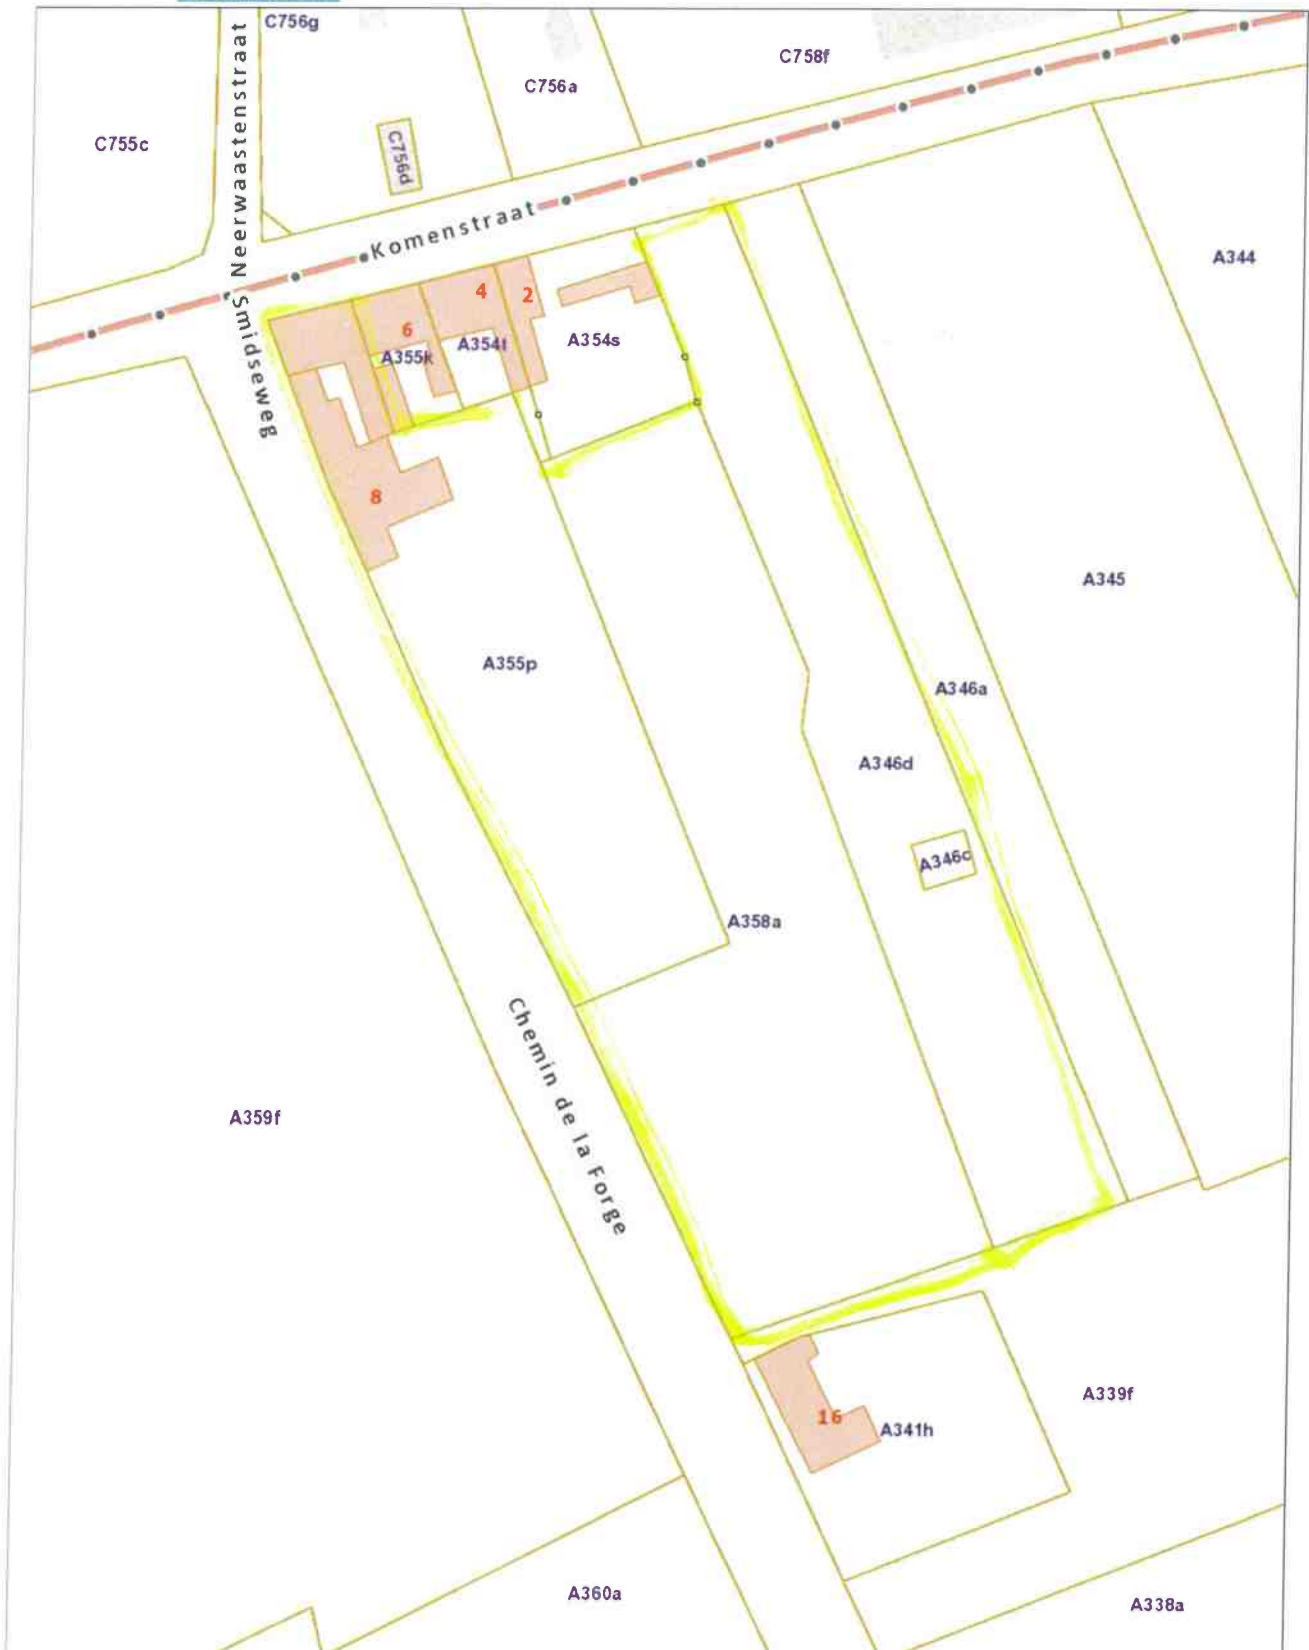 C756g
C758f
C756a
C755c
C756d
Neerwaastenstraat
Komenstraat
A344
4
2
6
A354s
A355k
A354t
Smidseweg
8
A345
A355p
A346a
A346d
A346c
A358a
Chemin de la Forge
A359f
A339f
16
A341h
A360a
A338a